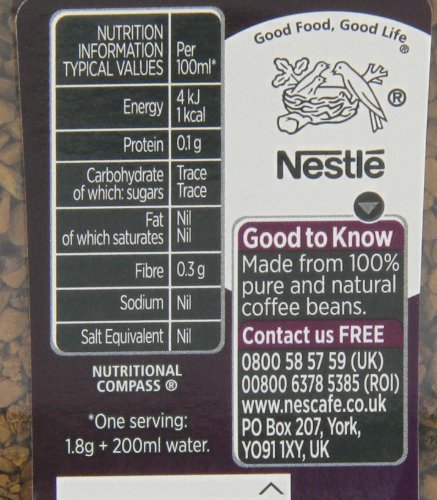 NUTRITION
INFORMATION
TYPICAL VALUES
Per
100ml*
Energy
4 kJ
1 kcal
Protein
0.1 g
Carbohydrate
of which: sugars
Trace
Trace
Fat
of which saturates
Nil
Nil
Fibre
0.3 g
Sodium
Nil
Salt Equivalent
Nil
NUTRITIONAL
COMPASS ®
*One serving:
1.8g + 200ml water.
Good Food, Good Life®
®
Nestlé
Good to Know
Made from 100%
pure and natural
coffee beans.
Contact us FREE
0800 58 57 59 (UK)
00800 6378 5385 (ROI)
www.nescafe.co.uk
PO Box 207, York,
YO91 1XY, UK